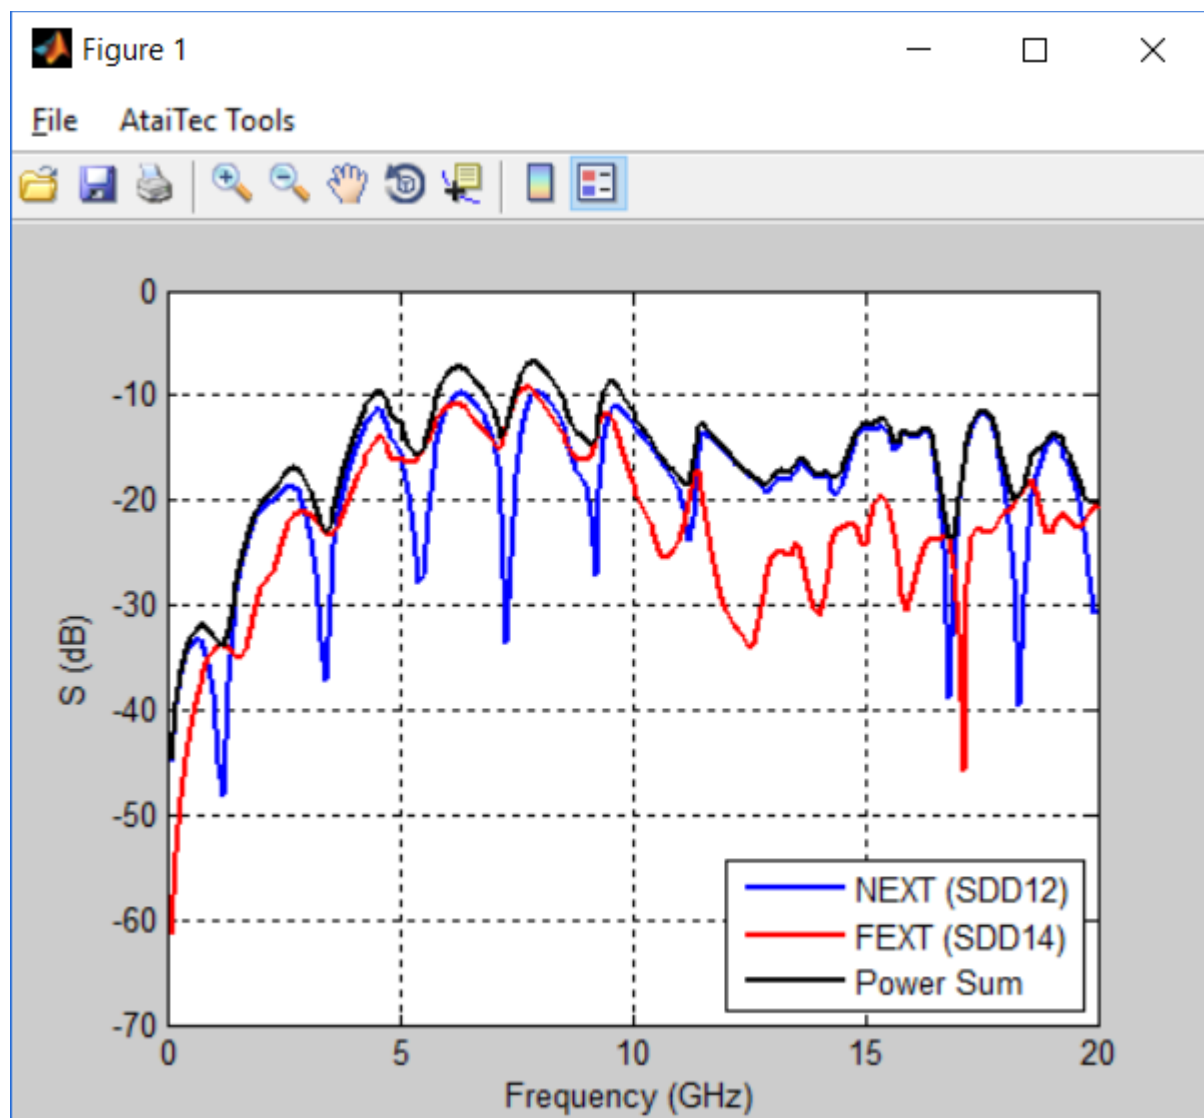 Figure 1
File AtaiTec Tools
0
-10
-20
-30
-40
-50
-60
-70
S (dB)
NEXT (SDD12)
FEXT (SDD14)
Power Sum
0 5 10 15 20
Frequency (GHz)